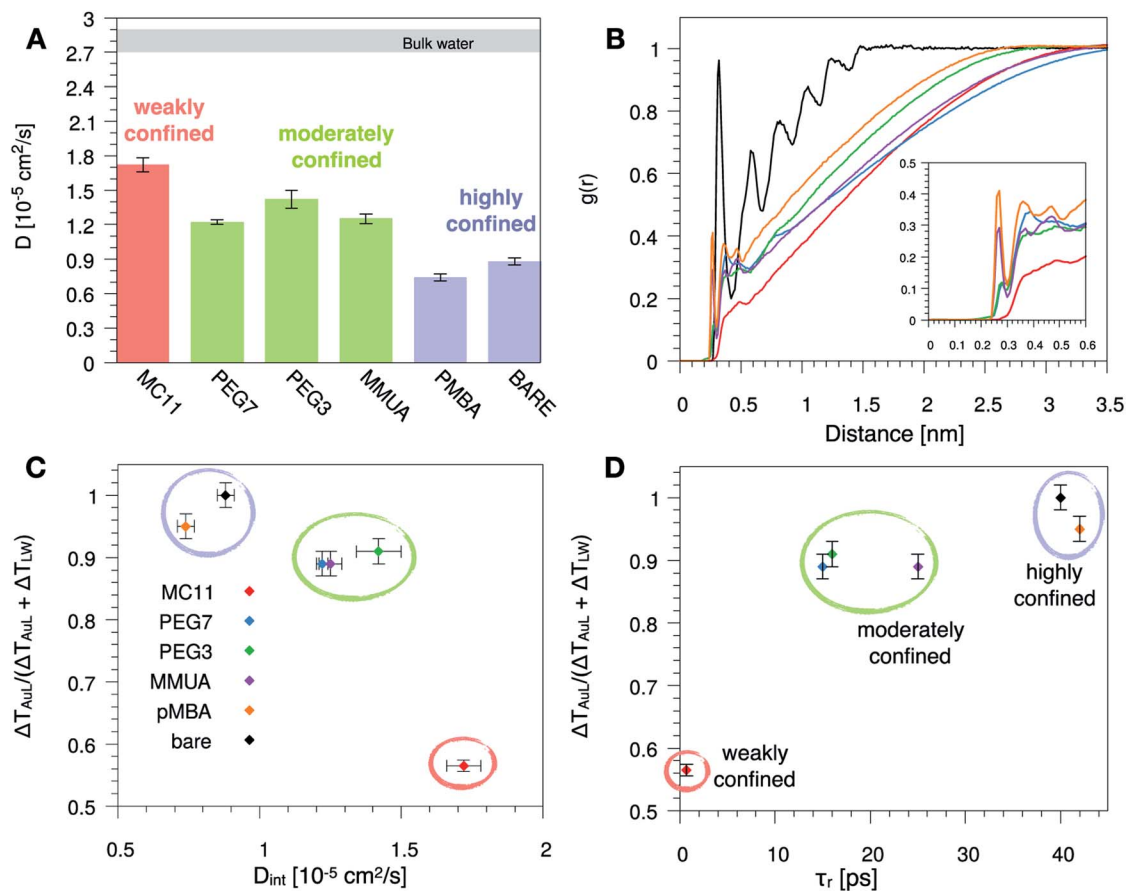 A
D [10⁻⁵ cm²/s]
3
2.7
2.4
2.1
1.8
1.5
1.2
0.9
0.6
0.3
0
Bulk water
weakly
confined
moderately
confined
highly
confined
MC11
PEG7
PEG3
MMUA
PMBA
BARE
B
g(r)
1
0.8
0.6
0.4
0.2
0
0 0.5 1 1.5 2 2.5 3 3.5
Distance [nm]
0.5
0.4
0.3
0.2
0.1
0
0.1 0.2 0.3 0.4 0.5 0.6
0
C
ΔT_AuL/(ΔT_AuL + ΔT_LW)
1
0.9
0.8
0.7
0.6
0.5
MC11
PEG7
PEG3
MMUA
pMBA
bare
0.5 1 1.5 2
D_int [10⁻⁵ cm²/s]
D
ΔT_AuL/(ΔT_AuL + ΔT_LW)
1
0.9
0.8
0.7
0.6
0.5
highly
confined
moderately
confined
weakly
confined
0 10 20 30 40
τ_r [ps]